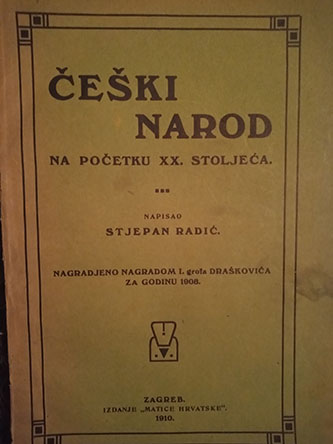 ČEŠKI
NAROD
NA POČETKU XX. STOLJEĆA.
NAPISAO
STJEPAN RADIĆ.
NAGRADJENO NAGRADOM I. grofa DRAŠKOVIĆA
ZA GODINU 1908.
ZAGREB.
IZDANJE „MATICE HRVATSKE”.
1910.